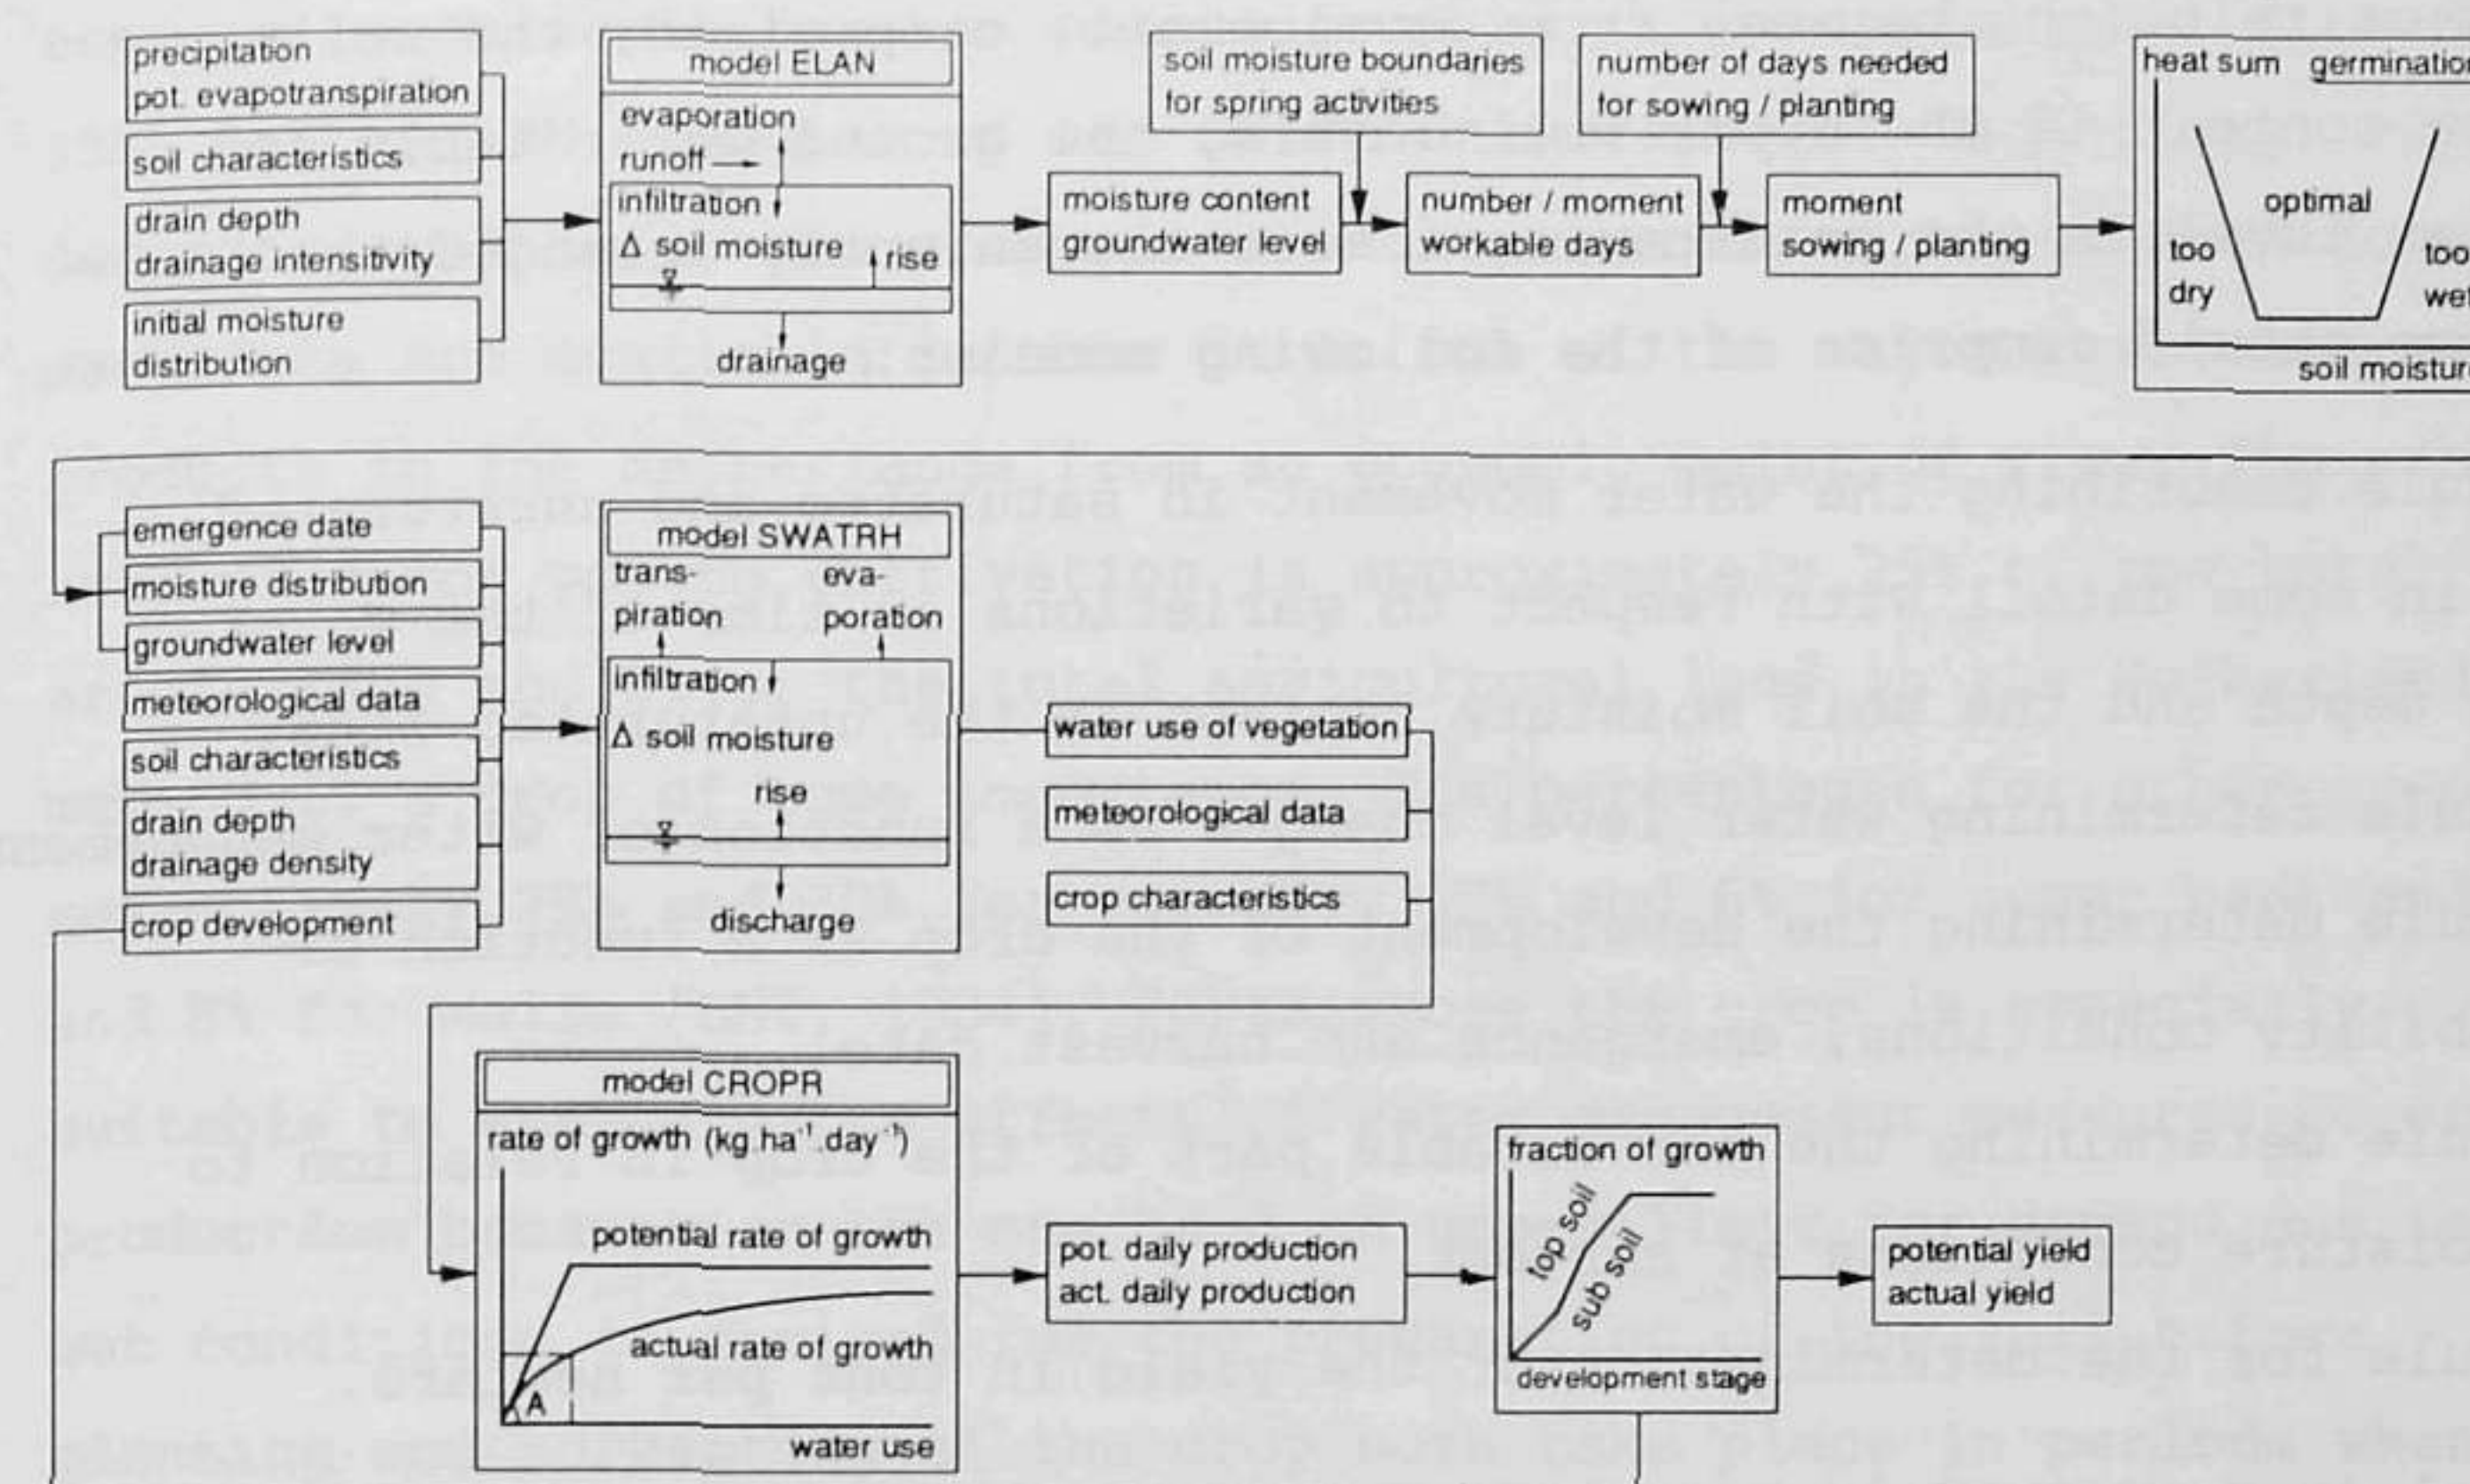 precipitation
pot. evapotranspiration
soil characteristics
drain depth
drainage intensitivity
initial moisture
distribution
model ELAN
evaporation
runoff
infiltration
Δ soil moisture
rise
drainage
soil moisture boundaries
for spring activities
number of days needed
for sowing / planting
moisture content
groundwater level
number / moment
workable days
moment
sowing / planting
heat sum germination
optimal
too
dry
too
wet
soil moisture
emergence date
moisture distribution
groundwater level
meteorological data
soil characteristics
drain depth
drainage density
crop development
model SWATRH
trans-
piration
eva-
poration
infiltration
Δ soil moisture
rise
discharge
water use of vegetation
meteorological data
crop characteristics
model CROPR
rate of growth (kg.ha⁻¹.day⁻¹)
potential rate of growth
actual rate of growth
A
water use
pot. daily production
act. daily production
fraction of growth
top soil
sub soil
development stage
potential yield
actual yield